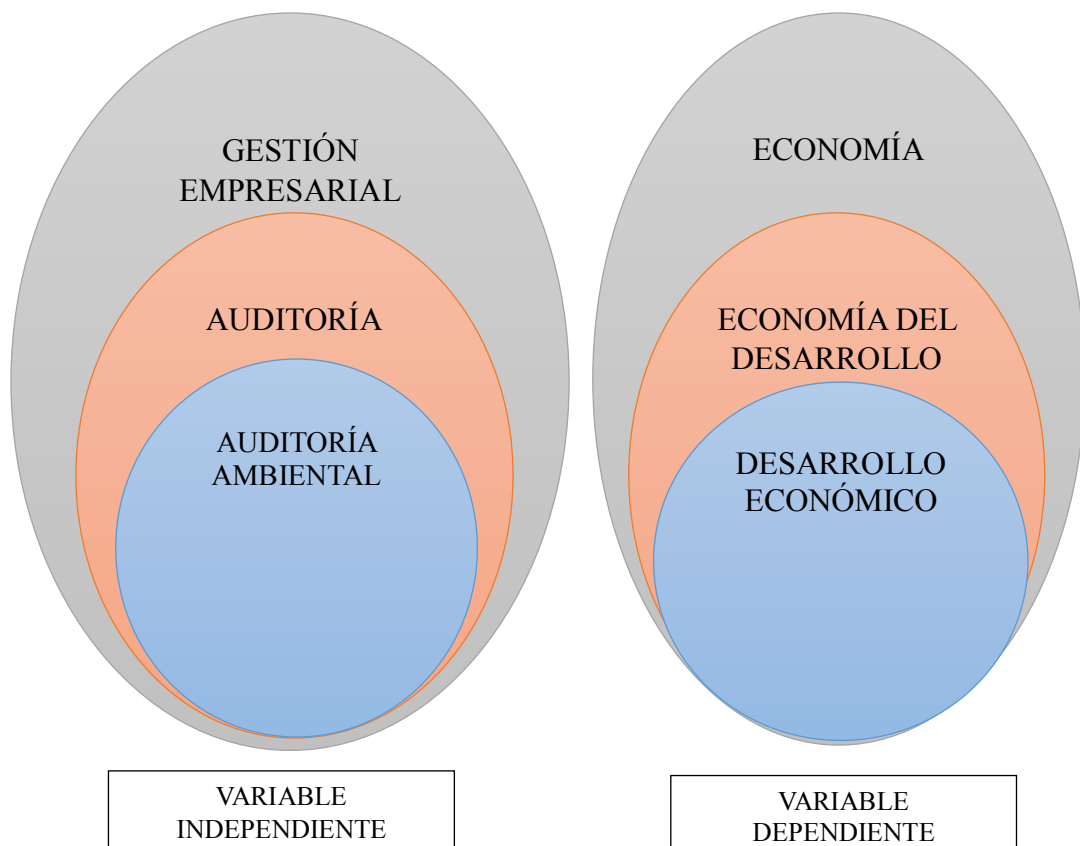 GESTIÓN
EMPRESARIAL
AUDITORÍA
AUDITORÍA
AMBIENTAL
VARIABLE
INDEPENDIENTE
ECONOMÍA
ECONOMÍA DEL
DESARROLLO
DESARROLLO
ECONÓMICO
VARIABLE
DEPENDIENTE